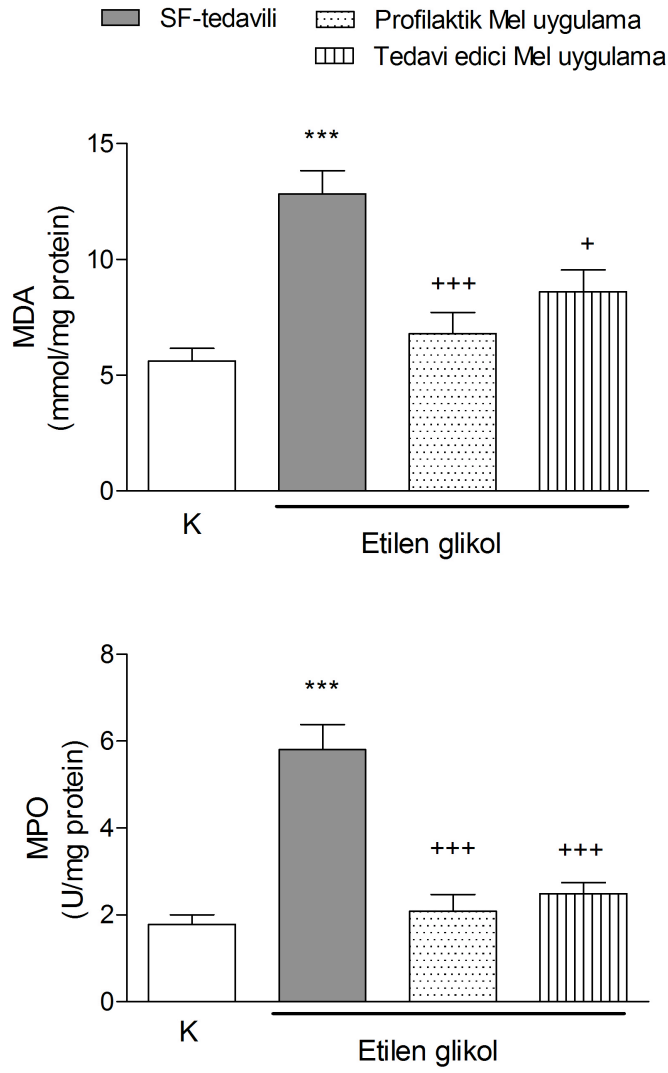 SF-tedavili
Profilaktik Mel uygulama
Tedavi edici Mel uygulama
MDA
(mmol/mg protein)
15
10
5
0
***
+++
+
K
Etilen glikol
MPO
(U/mg protein)
8
6
4
2
0
***
+++
+++
K
Etilen glikol